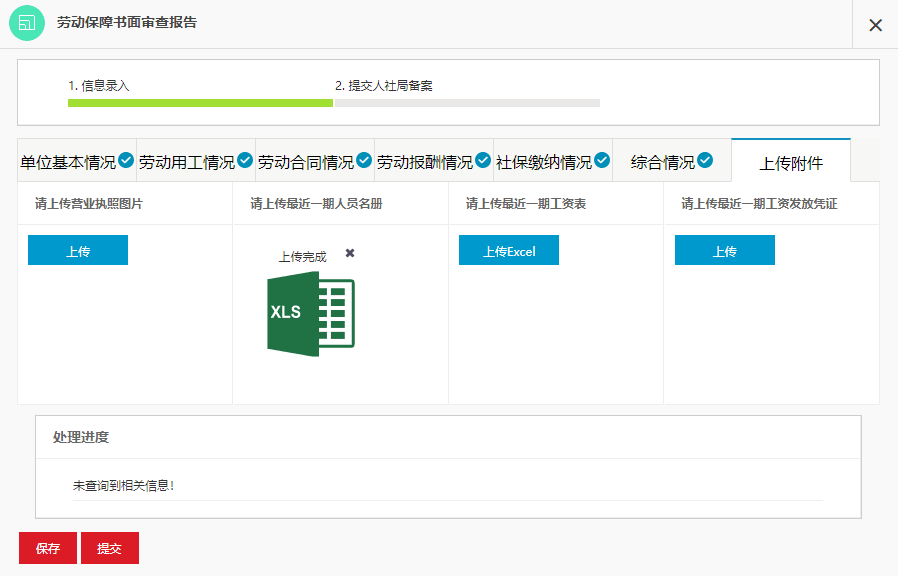 劳动保障书面审查报告
1. 信息录入
2. 提交人社局备案
单位基本情况
劳动用工情况
劳动合同情况
劳动报酬情况
社保缴纳情况
综合情况
上传附件
请上传营业执照图片
请上传最近一期人员名册
请上传最近一期工资表
请上传最近一期工资发放凭证
上传
上传完成
上传Excel
上传
XLS
处理进度
未查询到相关信息!
保存
提交